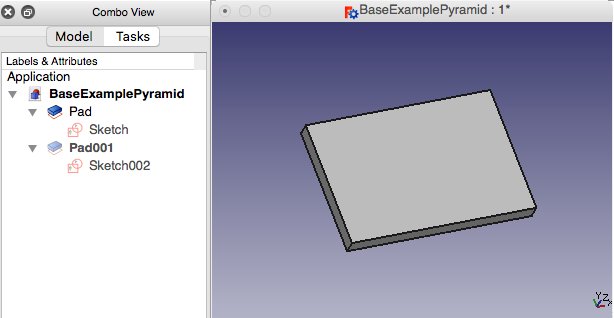 Combo View
BaseExamplePyramid : 1*
Model
Tasks
Labels & Attributes
Application
BaseExamplePyramid
Pad
Sketch
Pad001
Sketch002